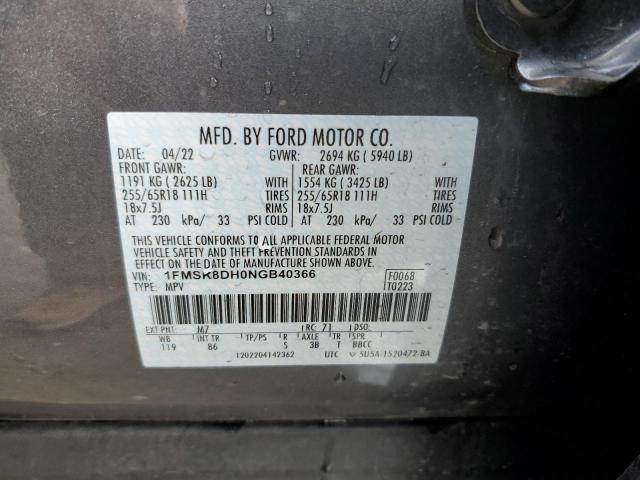 MFD. BY FORD MOTOR CO.
DATE: 04/22 GVWR: 2694 KG ( 5940 LB)
FRONT GAWR: REAR GAWR:
1191 KG ( 2625 LB) WITH 1554 KG ( 3425 LB) WITH
255/65R18 111H TIRES 255/65R18 111H TIRES
18x7.5J RIMS 18x7.5J RIMS
AT 230 kPa/ 33 PSI COLD AT 230 kPa/ 33 PSI COLD
THIS VEHICLE CONFORMS TO ALL APPLICABLE FEDERAL MOTOR
VEHICLE SAFETY AND THEFT PREVENTION STANDARDS IN
EFFECT ON THE DATE OF MANUFACTURE SHOWN ABOVE.
VIN: 1FMSK8DH0NGB40366 F0068
TYPE: MPV T0223
EXT PNT: M7 RC: 71 DSO:
WB INT TR TP/PS R AXLE TR SPR
119 86 S 3B T BBCC
1202204142362 UTC 5U5A-1520472-BA